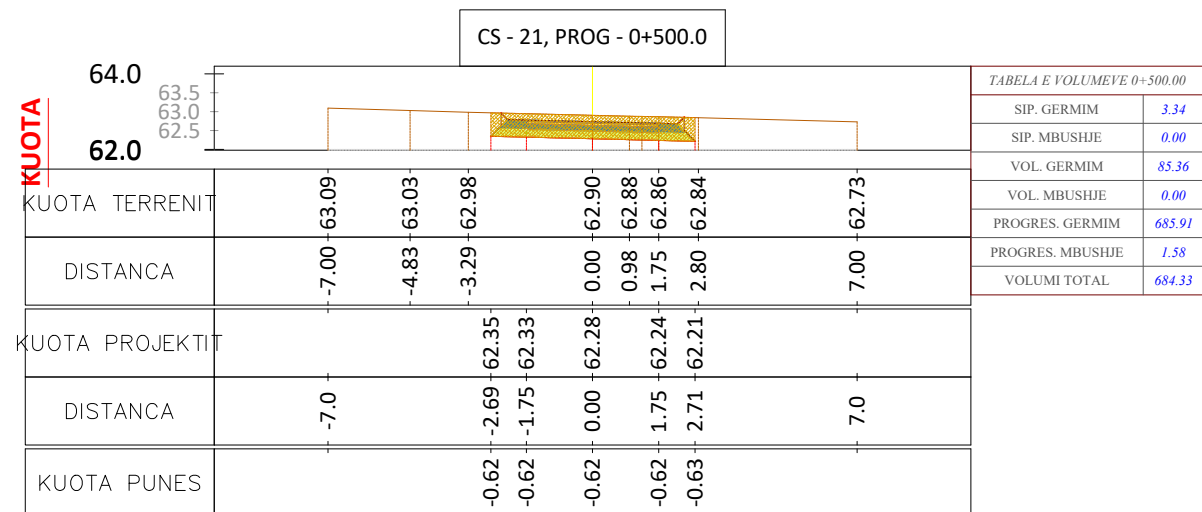 CS - 21, PROG - 0+500.0
KUOTA
64.0
63.5
63.0
62.5
62.0
KUOTA TERRENIT
63.09 63.03 62.98 62.90 62.88 62.86 62.84 62.73
DISTANCA
-7.00 -4.83 -3.29 0.00 0.98 1.75 2.80 7.00
KUOTA PROJEKTIT
62.35 62.33 62.28 62.24 62.21
DISTANCA
-7.0 -2.69 -1.75 0.00 1.75 2.71 7.0
KUOTA PUNES
-0.62 -0.62 -0.62 -0.62 -0.63
TABELA E VOLUMEVE 0+500.00
SIP. GERMIM 3.34
SIP. MBUSHJE 0.00
VOL. GERMIM 85.36
VOL. MBUSHJE 0.00
PROGRES. GERMIM 685.91
PROGRES. MBUSHJE 1.58
VOLUMI TOTAL 684.33